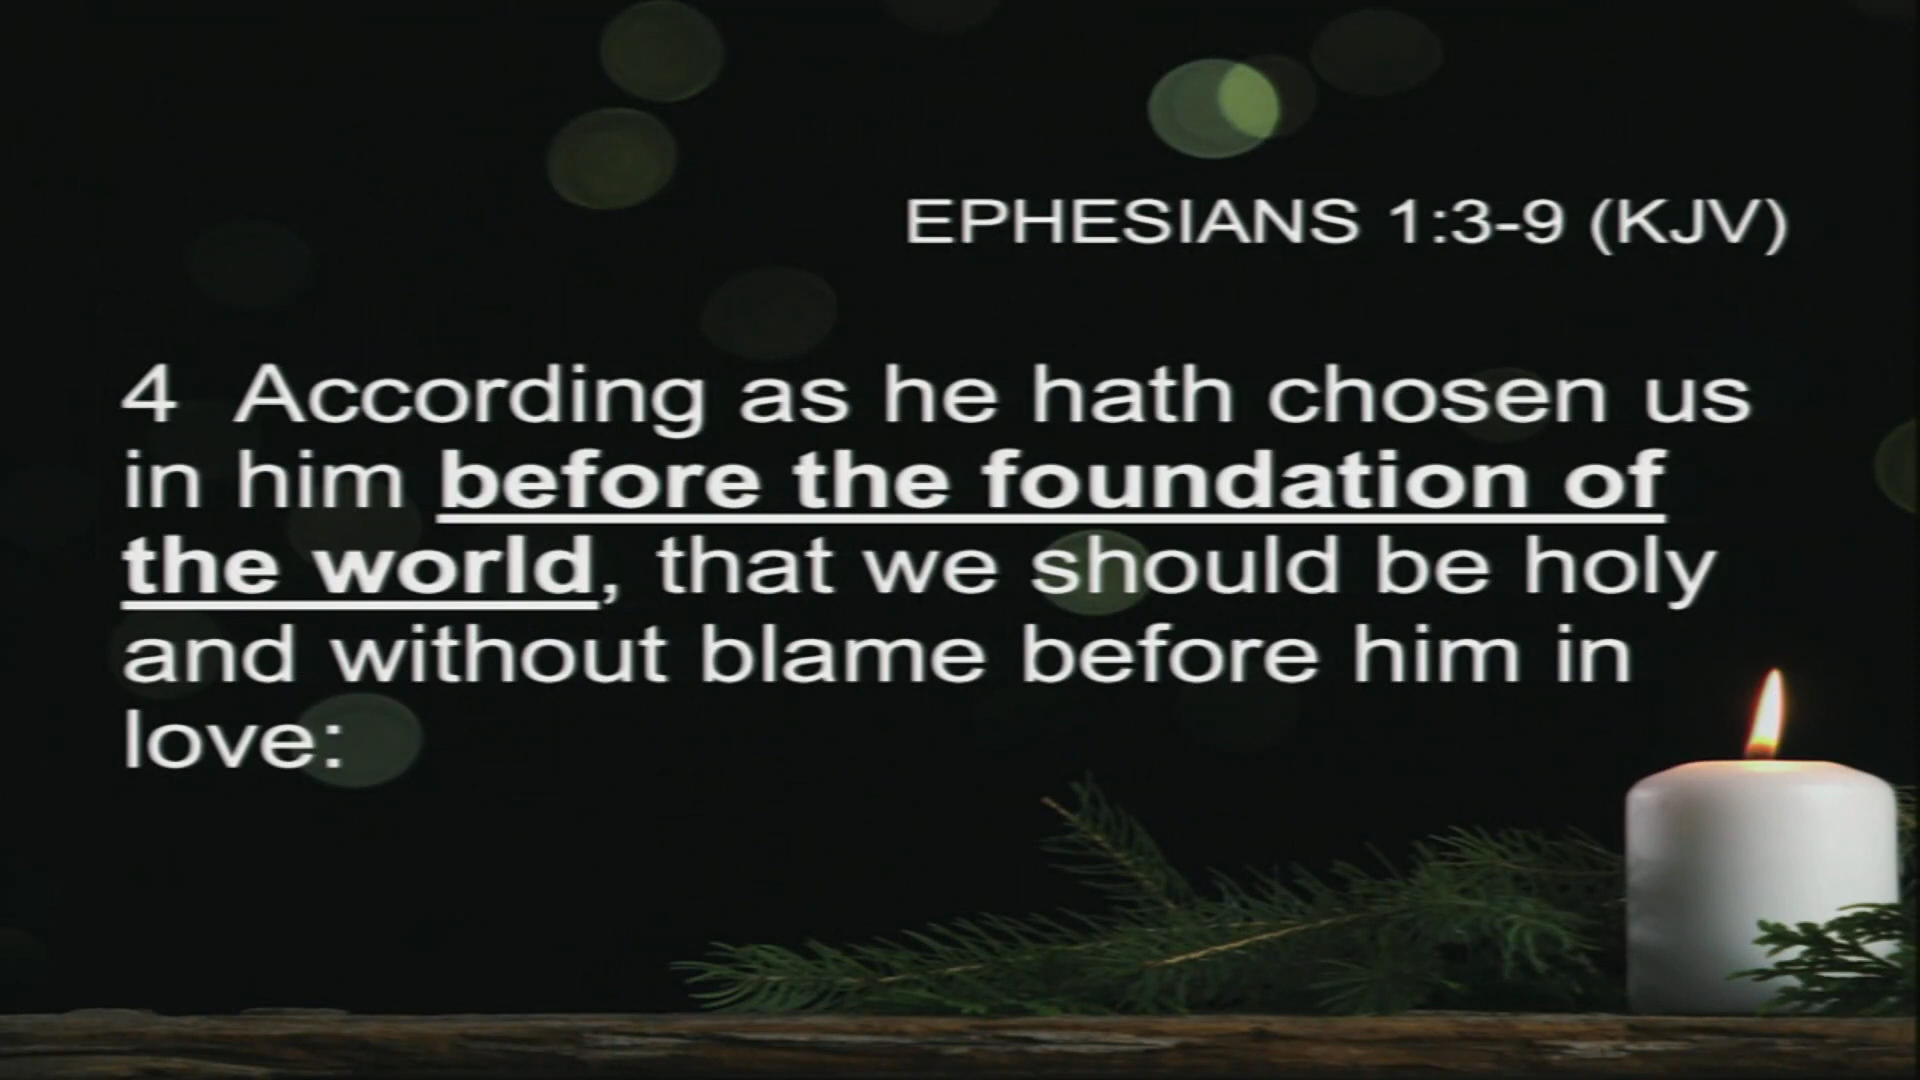 EPHESIANS 1:3-9 (KJV)
4 According as he hath chosen us
in him before the foundation of
the world, that we should be holy
and without blame before him in
love: